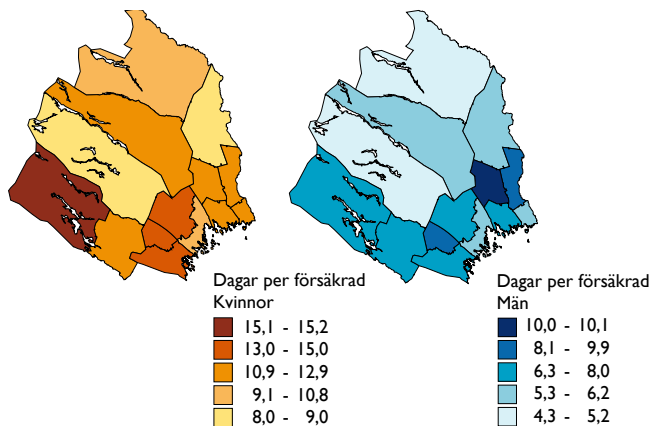 Dagar per försäkrad
Kvinnor
15,1 - 15,2
13,0 - 15,0
10,9 - 12,9
9,1 - 10,8
8,0 - 9,0
Dagar per försäkrad
Män
10,0 - 10,1
8,1 - 9,9
6,3 - 8,0
5,3 - 6,2
4,3 - 5,2